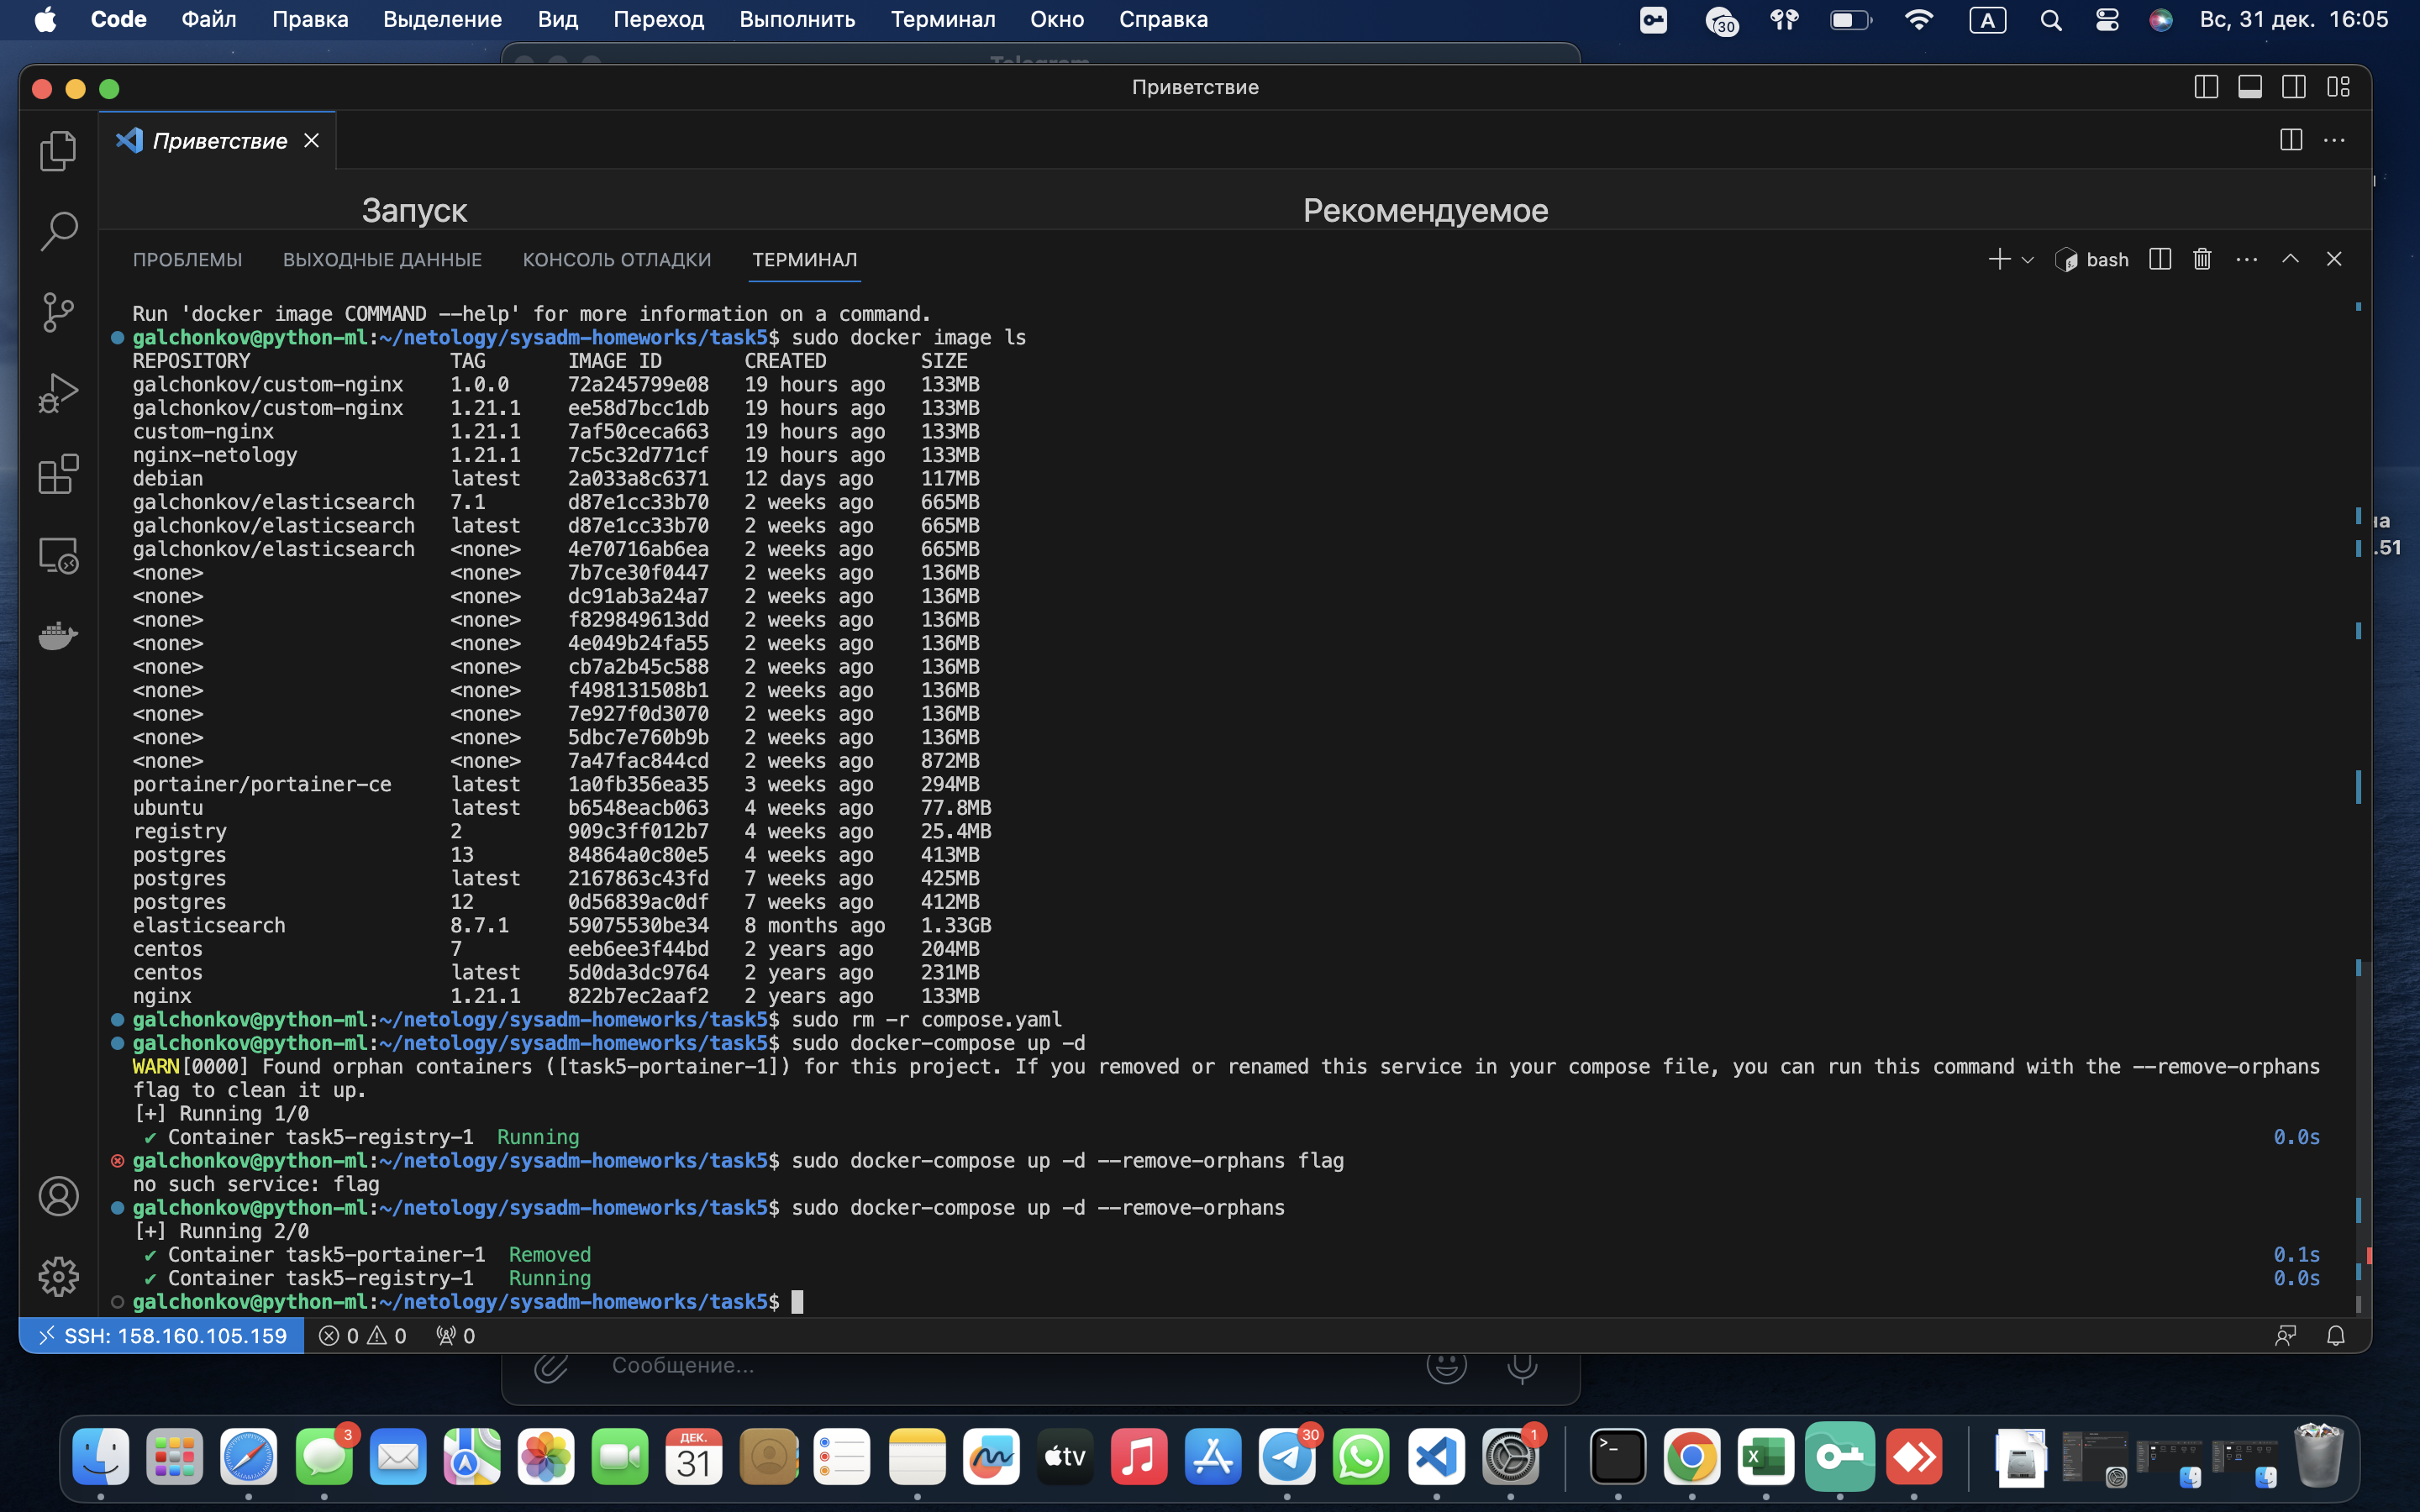 Code Файл Правка Выделение Вид Переход Выполнить Терминал Окно Справка 30 A Вс, 31 дек. 16:05
Приветствие
Приветствие
Запуск Рекомендуемое
ПРОБЛЕМЫ ВЫХОДНЫЕ ДАННЫЕ КОНСОЛЬ ОТЛАДКИ ТЕРМИНАЛ bash
Run 'docker image COMMAND --help' for more information on a command.
galchonkov@python-ml:~/netology/sysadm-homeworks/task5$ sudo docker image ls
REPOSITORY TAG IMAGE ID CREATED SIZE
galchonkov/custom-nginx 1.0.0 72a245799e08 19 hours ago 133MB
galchonkov/custom-nginx 1.21.1 ee58d7bcc1db 19 hours ago 133MB
custom-nginx 1.21.1 7af50ceca663 19 hours ago 133MB
nginx-netology 1.21.1 7c5c32d771cf 19 hours ago 133MB
debian latest 2a033a8c6371 12 days ago 117MB
galchonkov/elasticsearch 7.1 d87e1cc33b70 2 weeks ago 665MB
galchonkov/elasticsearch latest d87e1cc33b70 2 weeks ago 665MB
galchonkov/elasticsearch <none> 4e70716ab6ea 2 weeks ago 665MB
<none> <none> 7b7ce30f0447 2 weeks ago 136MB
<none> <none> dc91ab3a24a7 2 weeks ago 136MB
<none> <none> f829849613dd 2 weeks ago 136MB
<none> <none> 4e049b24fa55 2 weeks ago 136MB
<none> <none> cb7a2b45c588 2 weeks ago 136MB
<none> <none> f498131508b1 2 weeks ago 136MB
<none> <none> 7e927f0d3070 2 weeks ago 136MB
<none> <none> 5dbc7e760b9b 2 weeks ago 136MB
<none> <none> 7a47fac844cd 2 weeks ago 872MB
portainer/portainer-ce latest 1a0fb356ea35 3 weeks ago 294MB
ubuntu latest b6548eacb063 4 weeks ago 77.8MB
registry 2 909c3ff012b7 4 weeks ago 25.4MB
postgres 13 84864a0c80e5 4 weeks ago 413MB
postgres latest 2167863c43fd 7 weeks ago 425MB
postgres 12 0d56839ac0df 7 weeks ago 412MB
elasticsearch 8.7.1 59075530be34 8 months ago 1.33GB
centos 7 eeb6ee3f44bd 2 years ago 204MB
centos latest 5d0da3dc9764 2 years ago 231MB
nginx 1.21.1 822b7ec2aaf2 2 years ago 133MB
galchonkov@python-ml:~/netology/sysadm-homeworks/task5$ sudo rm -r compose.yaml
galchonkov@python-ml:~/netology/sysadm-homeworks/task5$ sudo docker-compose up -d
WARN[0000] Found orphan containers ([task5-portainer-1]) for this project. If you removed or renamed this service in your compose file, you can run this command with the --remove-orphans
flag to clean it up.
[+] Running 1/0
✔ Container task5-registry-1 Running 0.0s
galchonkov@python-ml:~/netology/sysadm-homeworks/task5$ sudo docker-compose up -d --remove-orphans flag
no such service: flag
galchonkov@python-ml:~/netology/sysadm-homeworks/task5$ sudo docker-compose up -d --remove-orphans
[+] Running 2/0
✔ Container task5-portainer-1 Removed 0.1s
✔ Container task5-registry-1 Running 0.0s
galchonkov@python-ml:~/netology/sysadm-homeworks/task5$
SSH: 158.160.105.159 0 0 0
Сообщение...
3 ДЕК. 31 tv 30 1